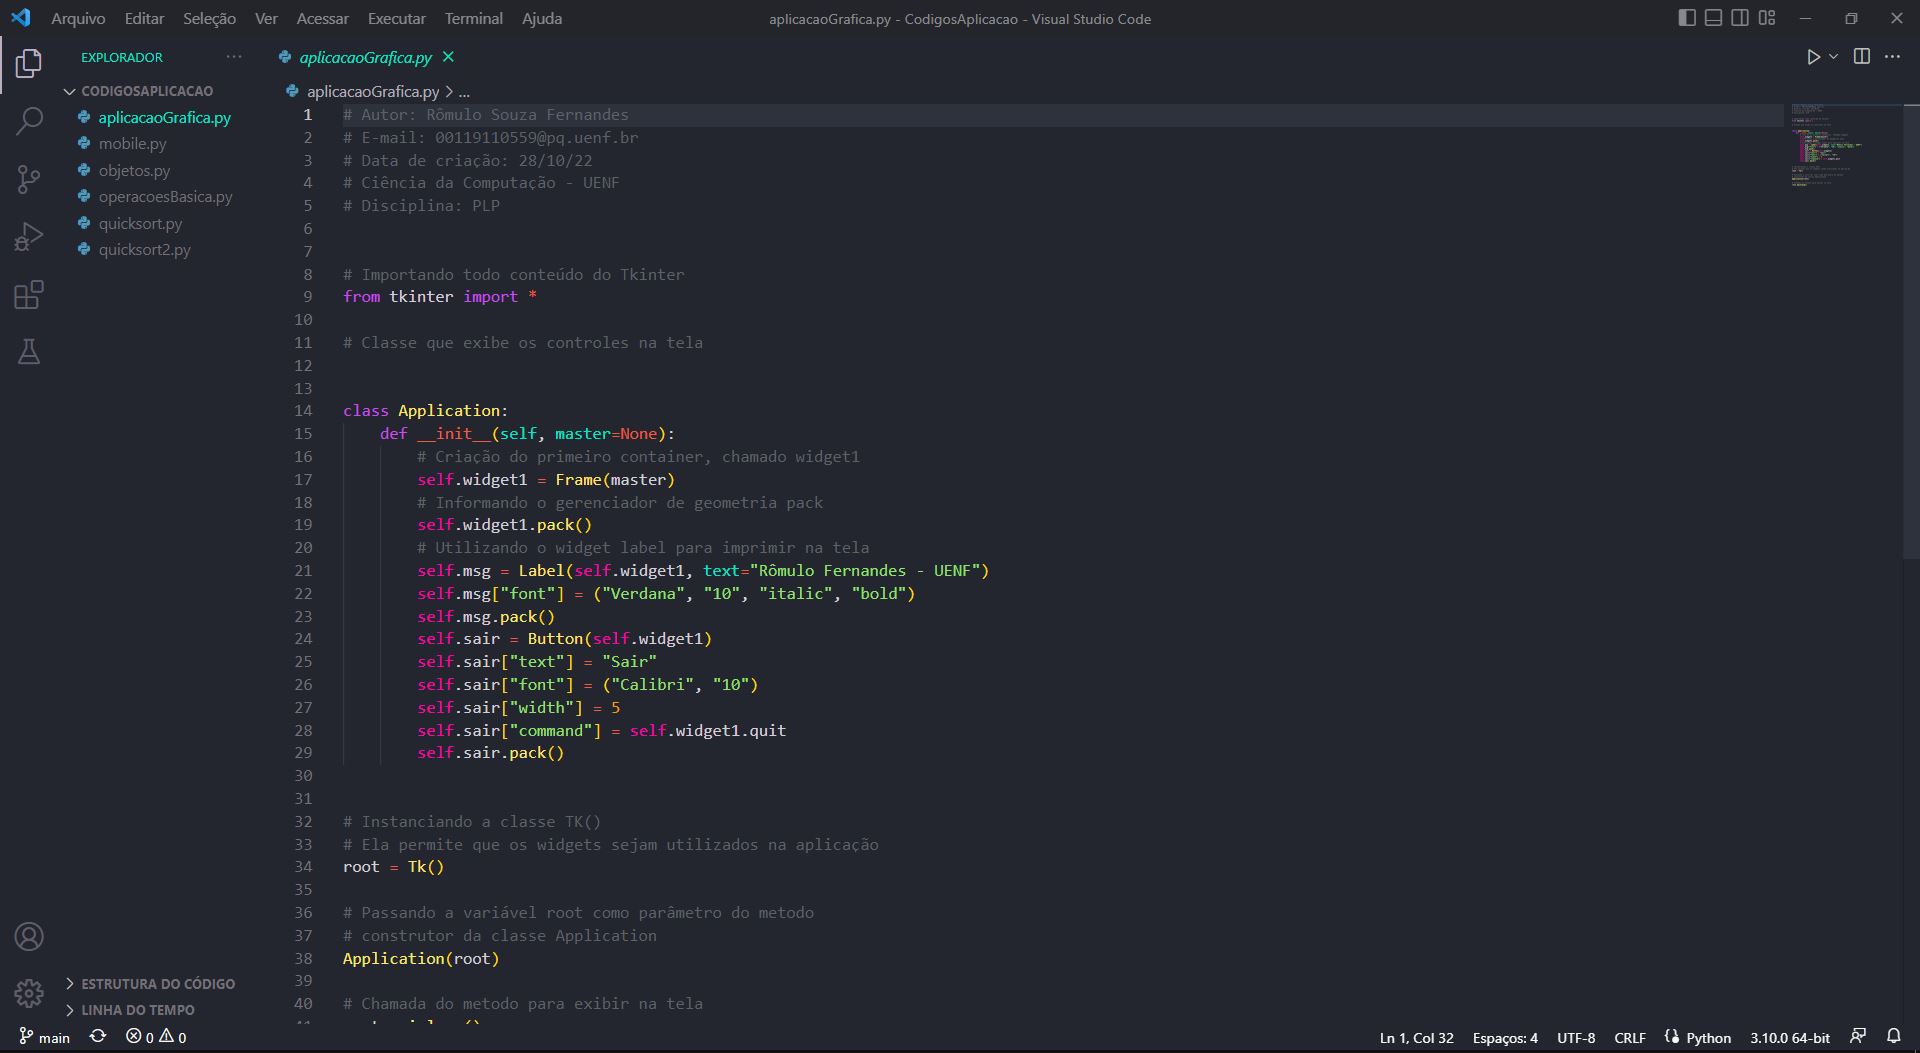 Arquivo Editar Seleção Ver Acessar Executar Terminal Ajuda
aplicacaoGrafica.py - CodigosAplicacao - Visual Studio Code
EXPLORADOR
CODIGOSAPLICACAO
aplicacaoGrafica.py
mobile.py
objetos.py
operacoesBasica.py
quicksort.py
quicksort2.py
ESTRUTURA DO CÓDIGO
LINHA DO TEMPO
aplicacaoGrafica.py
aplicacaoGrafica.py > ...
1 # Autor: Rômulo Souza Fernandes
2 # E-mail: 00119110559@pq.uenf.br
3 # Data de criação: 28/10/22
4 # Ciência da Computação - UENF
5 # Disciplina: PLP
6
7
8 # Importando todo conteúdo do Tkinter
9 from tkinter import *
10
11 # Classe que exibe os controles na tela
12
13
14 class Application:
15     def __init__(self, master=None):
16         # Criação do primeiro container, chamado widget1
17         self.widget1 = Frame(master)
18         # Informando o gerenciador de geometria pack
19         self.widget1.pack()
20         # Utilizando o widget label para imprimir na tela
21         self.msg = Label(self.widget1, text="Rômulo Fernandes - UENF")
22         self.msg["font"] = ("Verdana", "10", "italic", "bold")
23         self.msg.pack()
24         self.sair = Button(self.widget1)
25         self.sair["text"] = "Sair"
26         self.sair["font"] = ("Calibri", "10")
27         self.sair["width"] = 5
28         self.sair["command"] = self.widget1.quit
29         self.sair.pack()
30
31
32 # Instanciando a classe TK()
33 # Ela permite que os widgets sejam utilizados na aplicação
34 root = Tk()
35
36 # Passando a variável root como parâmetro do metodo
37 # construtor da classe Application
38 Application(root)
39
40 # Chamada do metodo para exibir na tela
main 0 0
Ln 1, Col 32 Espaços: 4 UTF-8 CRLF Python 3.10.0 64-bit